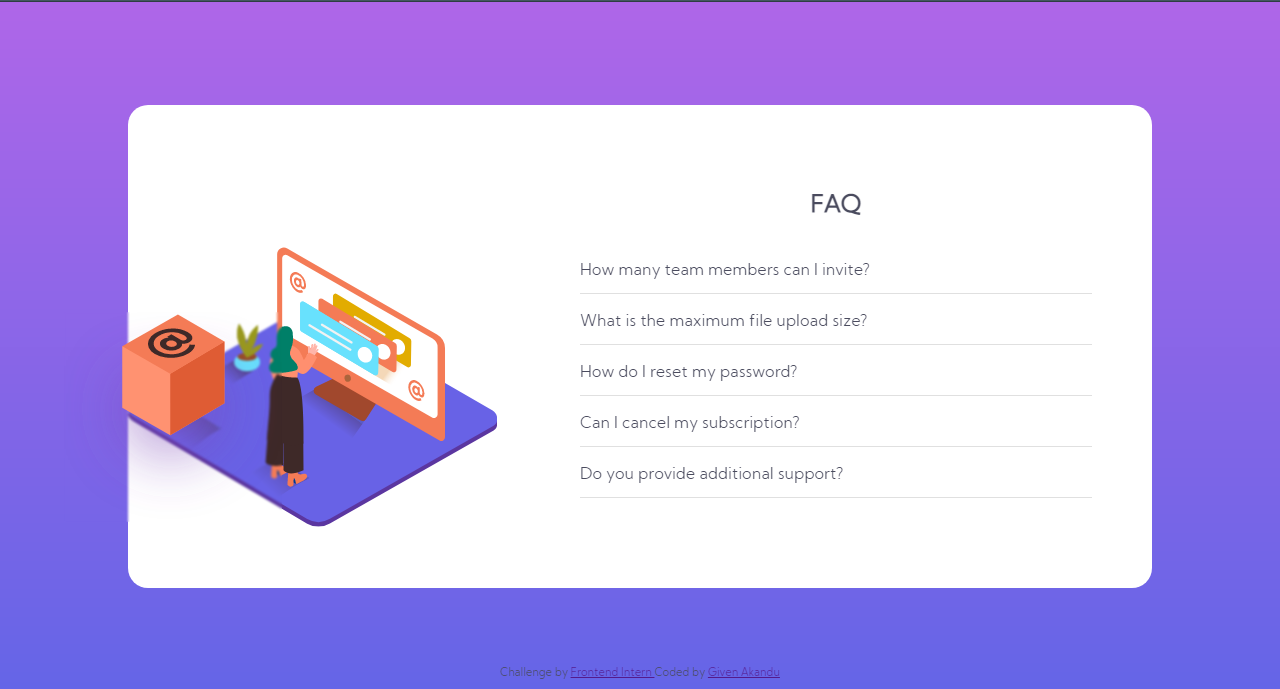 FAQ
How many team members can I invite?
What is the maximum file upload size?
How do I reset my password?
Can I cancel my subscription?
Do you provide additional support?
@
@
@
Challenge by Frontend Intern Coded by Given Akandu